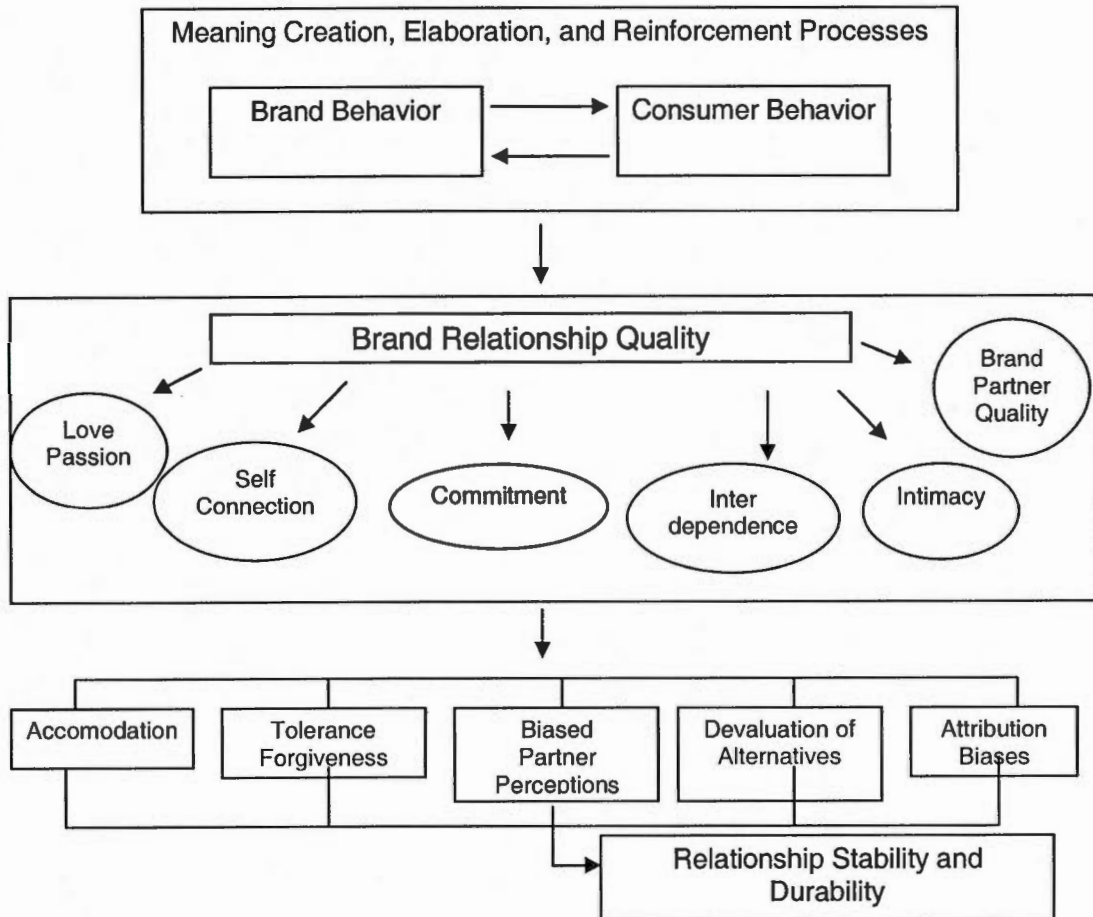 Meaning Creation, Elaboration, and Reinforcement Processes
Brand Behavior
Consumer Behavior
Brand Relationship Quality
Brand
Partner
Quality
Love
Passion
Self
Connection
Commitment
Inter
dependence
Intimacy
Accomodation
Tolerance
Forgiveness
Biased
Partner
Perceptions
Devaluation of
Alternatives
Attribution
Biases
Relationship Stability and
Durability